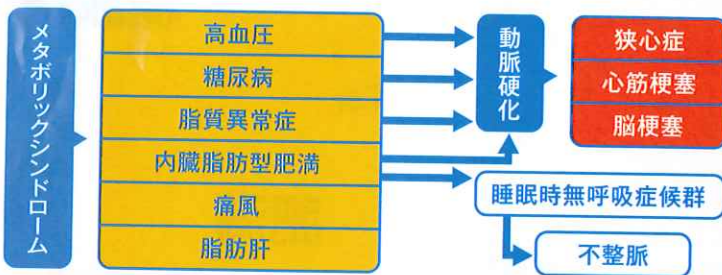 メタボリックシンドローム
高血圧
糖尿病
脂質異常症
内臓脂肪型肥満
痛風
脂肪肝
動脈硬化
狭心症
心筋梗塞
脳梗塞
睡眠時無呼吸症候群
不整脈